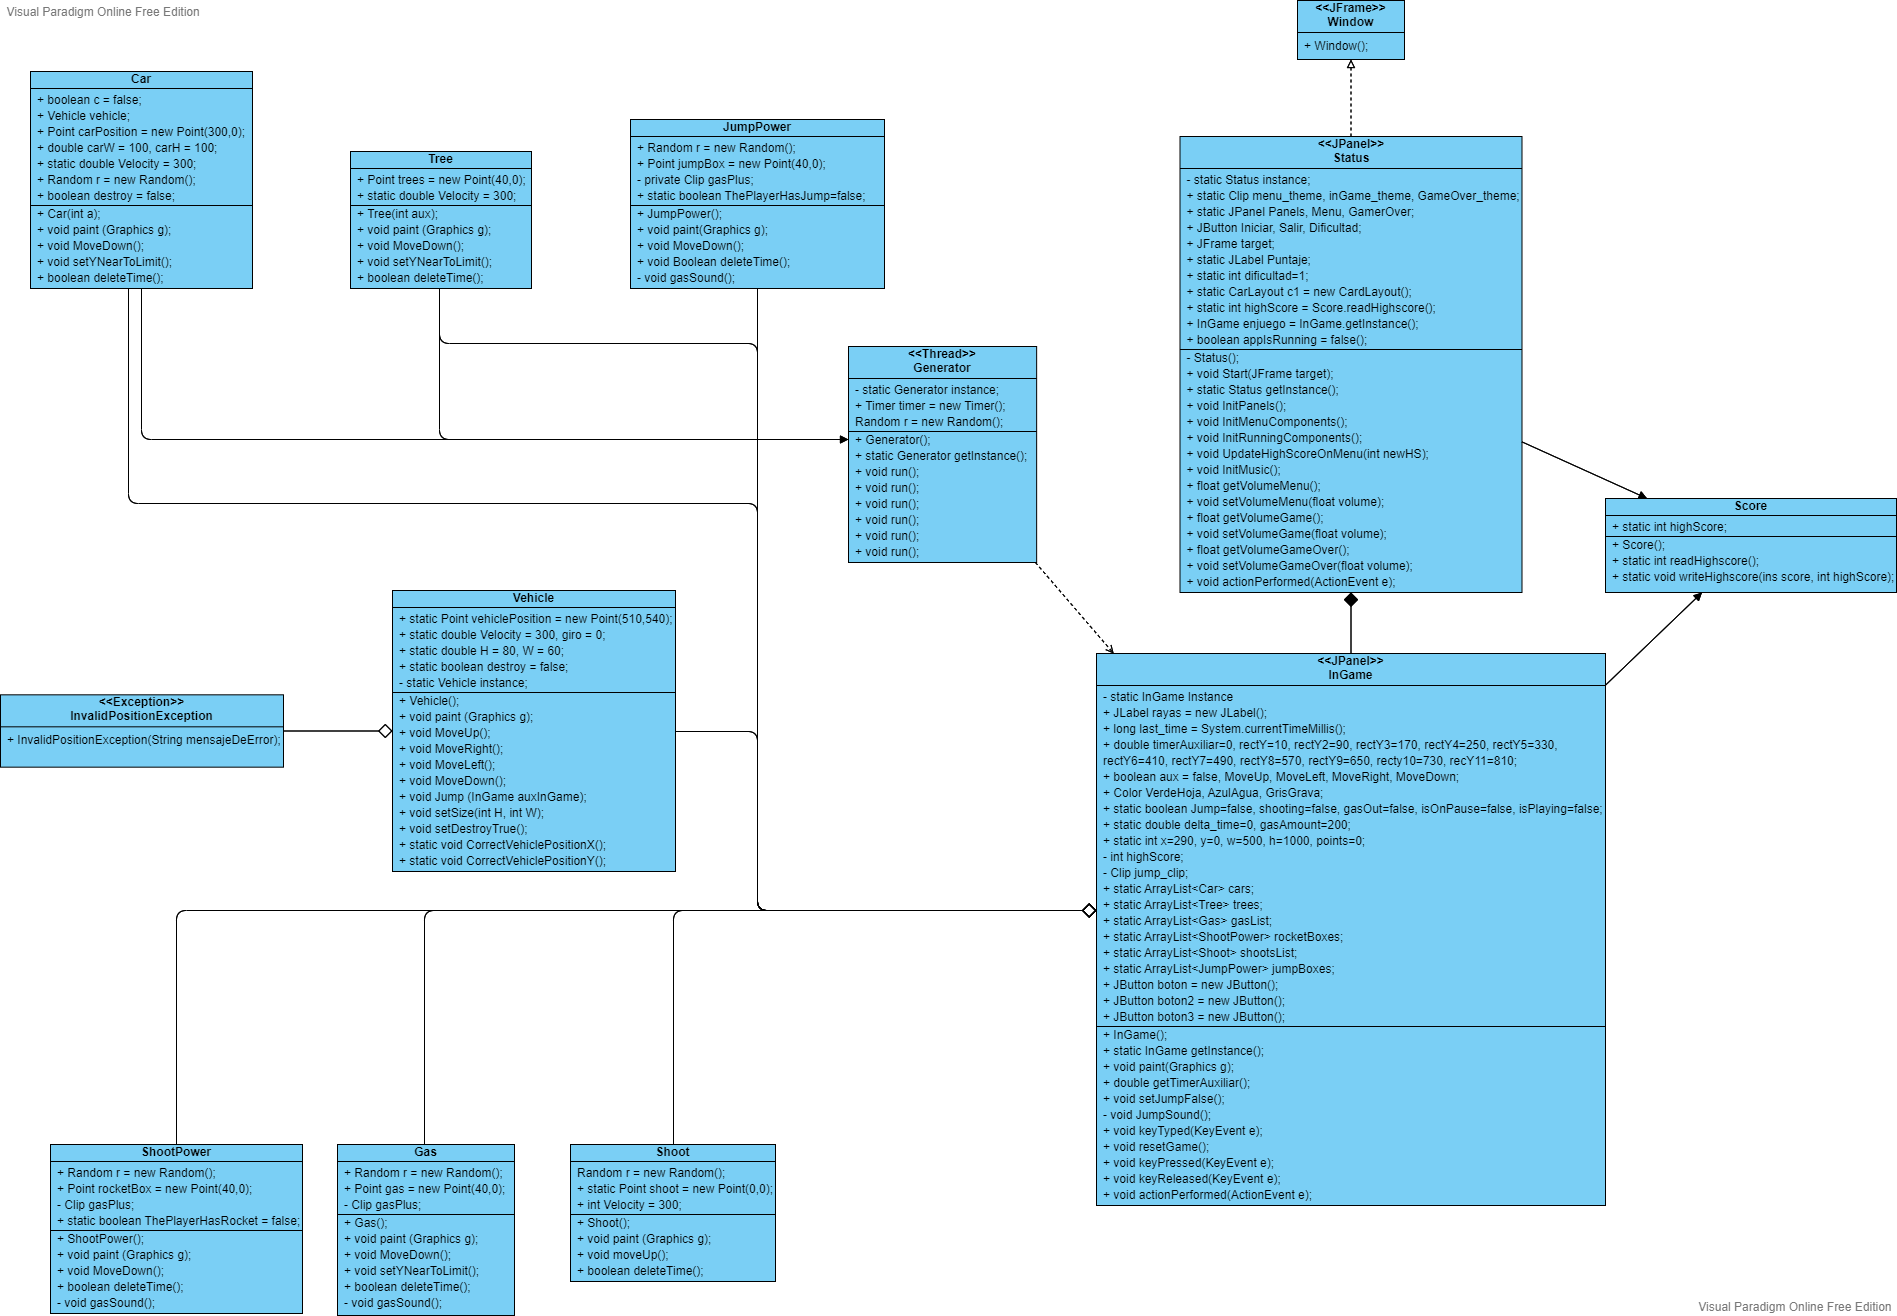 Visual Paradigm Online Free Edition
<<JFrame>>
Window
+ Window();
Car
+ boolean c = false;
+ Vehicle vehicle;
+ Point carPosition = new Point(300,0);
+ double carW = 100, carH = 100;
+ static double Velocity = 300;
+ Random r = new Random();
+ boolean destroy = false;
+ Car(int a);
+ void paint (Graphics g);
+ void MoveDown();
+ void setYNearToLimit();
+ boolean deleteTime();
Tree
+ Point trees = new Point(40,0);
+ static double Velocity = 300;
+ Tree(int aux);
+ void paint (Graphics g);
+ void MoveDown();
+ void setYNearToLimit();
+ boolean deleteTime();
JumpPower
+ Random r = new Random();
+ Point jumpBox = new Point(40,0);
- private Clip gasPlus;
+ static boolean ThePlayerHasJump=false;
+ JumpPower();
+ void paint(Graphics g);
+ void MoveDown();
+ void Boolean deleteTime();
- void gasSound();
<<JPanel>>
Status
- static Status instance;
+ static Clip menu_theme, inGame_theme, GameOver_theme;
+ static JPanel Panels, Menu, GamerOver;
+ JButton Iniciar, Salir, Dificultad;
+ JFrame target;
+ static JLabel Puntaje;
+ static int dificultad=1;
+ static CarLayout c1 = new CardLayout();
+ static int highScore = Score.readHighscore();
+ InGame enjuego = InGame.getInstance();
+ boolean appIsRunning = false();
- Status();
+ void Start(JFrame target);
+ static Status getInstance();
+ void InitPanels();
+ void InitMenuComponents();
+ void InitRunningComponents();
+ void UpdateHighScoreOnMenu(int newHS);
+ void InitMusic();
+ float getVolumeMenu();
+ void setVolumeMenu(float volume);
+ float getVolumeGame();
+ void setVolumeGame(float volume);
+ float getVolumeGameOver();
+ void setVolumeGameOver(float volume);
+ void actionPerformed(ActionEvent e);
<<Thread>>
Generator
- static Generator instance;
+ Timer timer = new Timer();
Random r = new Random();
+ Generator();
+ static Generator getInstance();
+ void run();
+ void run();
+ void run();
+ void run();
+ void run();
+ void run();
Score
+ static int highScore;
+ Score();
+ static int readHighscore();
+ static void writeHighscore(ins score, int highScore);
Vehicle
+ static Point vehiclePosition = new Point(510,540);
+ static double Velocity = 300, giro = 0;
+ static double H = 80, W = 60;
+ static boolean destroy = false;
- static Vehicle instance;
+ Vehicle();
+ void paint (Graphics g);
+ void MoveUp();
+ void MoveRight();
+ void MoveLeft();
+ void MoveDown();
+ void Jump (InGame auxInGame);
+ void setSize(int H, int W);
+ void setDestroyTrue();
+ static void CorrectVehiclePositionX();
+ static void CorrectVehiclePositionY();
<<Exception>>
InvalidPositionException
+ InvalidPositionException(String mensajeDeError);
<<JPanel>>
InGame
- static InGame Instance
+ JLabel rayas = new JLabel();
+ long last_time = System.currentTimeMillis();
+ double timerAuxiliar=0, rectY=10, rectY2=90, rectY3=170, rectY4=250, rectY5=330,
rectY6=410, rectY7=490, rectY8=570, rectY9=650, recty10=730, recY11=810;
+ boolean aux = false, MoveUp, MoveLeft, MoveRight, MoveDown;
+ Color VerdeHoja, AzulAgua, GrisGrava;
+ static boolean Jump=false, shooting=false, gasOut=false, isOnPause=false, isPlaying=false;
+ static double delta_time=0, gasAmount=200;
+ static int x=290, y=0, w=500, h=1000, points=0;
- int highScore;
- Clip jump_clip;
+ static ArrayList<Car> cars;
+ static ArrayList<Tree> trees;
+ static ArrayList<Gas> gasList;
+ static ArrayList<ShootPower> rocketBoxes;
+ static ArrayList<Shoot> shootsList;
+ static ArrayList<JumpPower> jumpBoxes;
+ JButton boton = new JButton();
+ JButton boton2 = new JButton();
+ JButton boton3 = new JButton();
+ InGame();
+ static InGame getInstance();
+ void paint(Graphics g);
+ double getTimerAuxiliar();
+ void setJumpFalse();
- void JumpSound();
+ void keyTyped(KeyEvent e);
+ void resetGame();
+ void keyPressed(KeyEvent e);
+ void keyReleased(KeyEvent e);
+ void actionPerformed(ActionEvent e);
ShootPower
+ Random r = new Random();
+ Point rocketBox = new Point(40,0);
- Clip gasPlus;
+ static boolean ThePlayerHasRocket = false;
+ ShootPower();
+ void paint (Graphics g);
+ void MoveDown();
+ boolean deleteTime();
- void gasSound();
Gas
+ Random r = new Random();
+ Point gas = new Point(40,0);
- Clip gasPlus;
+ Gas();
+ void paint (Graphics g);
+ void MoveDown();
+ void setYNearToLimit();
+ boolean deleteTime();
- void gasSound();
Shoot
Random r = new Random();
+ static Point shoot = new Point(0,0);
+ int Velocity = 300;
+ Shoot();
+ void paint (Graphics g);
+ void moveUp();
+ boolean deleteTime();
Visual Paradigm Online Free Edition